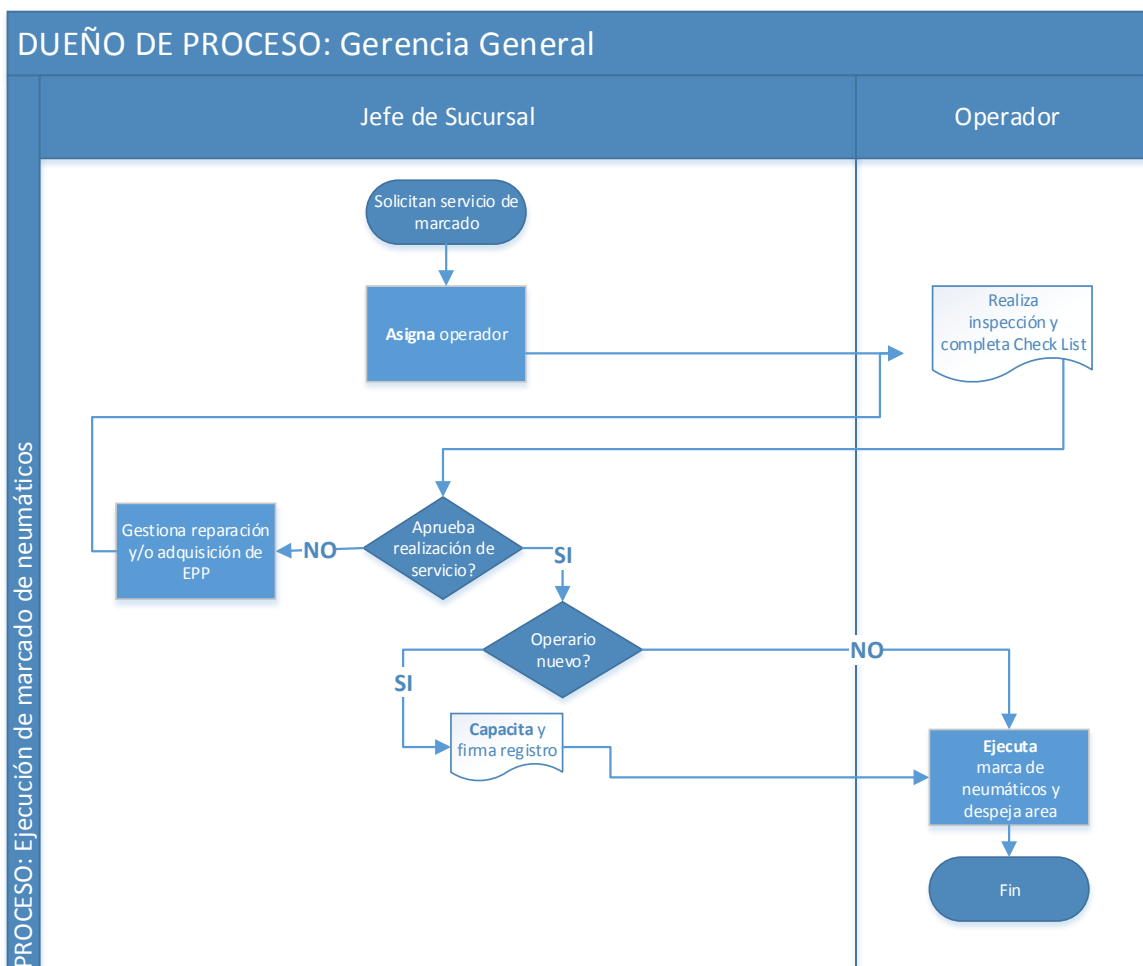 DUEÑO DE PROCESO: Gerencia General
PROCESO: Ejecución de marcado de neumáticos
Jefe de Sucursal
Operador
Solicitan servicio de
marcado
Asigna operador
Realiza
inspección y
completa Check List
Gestiona reparación
y/o adquisición de
EPP
NO
Aprueba
realización de
servicio?
SI
Operario
nuevo?
NO
SI
Capacita y
firma registro
Ejecuta
marca de
neumáticos y
despeja area
Fin